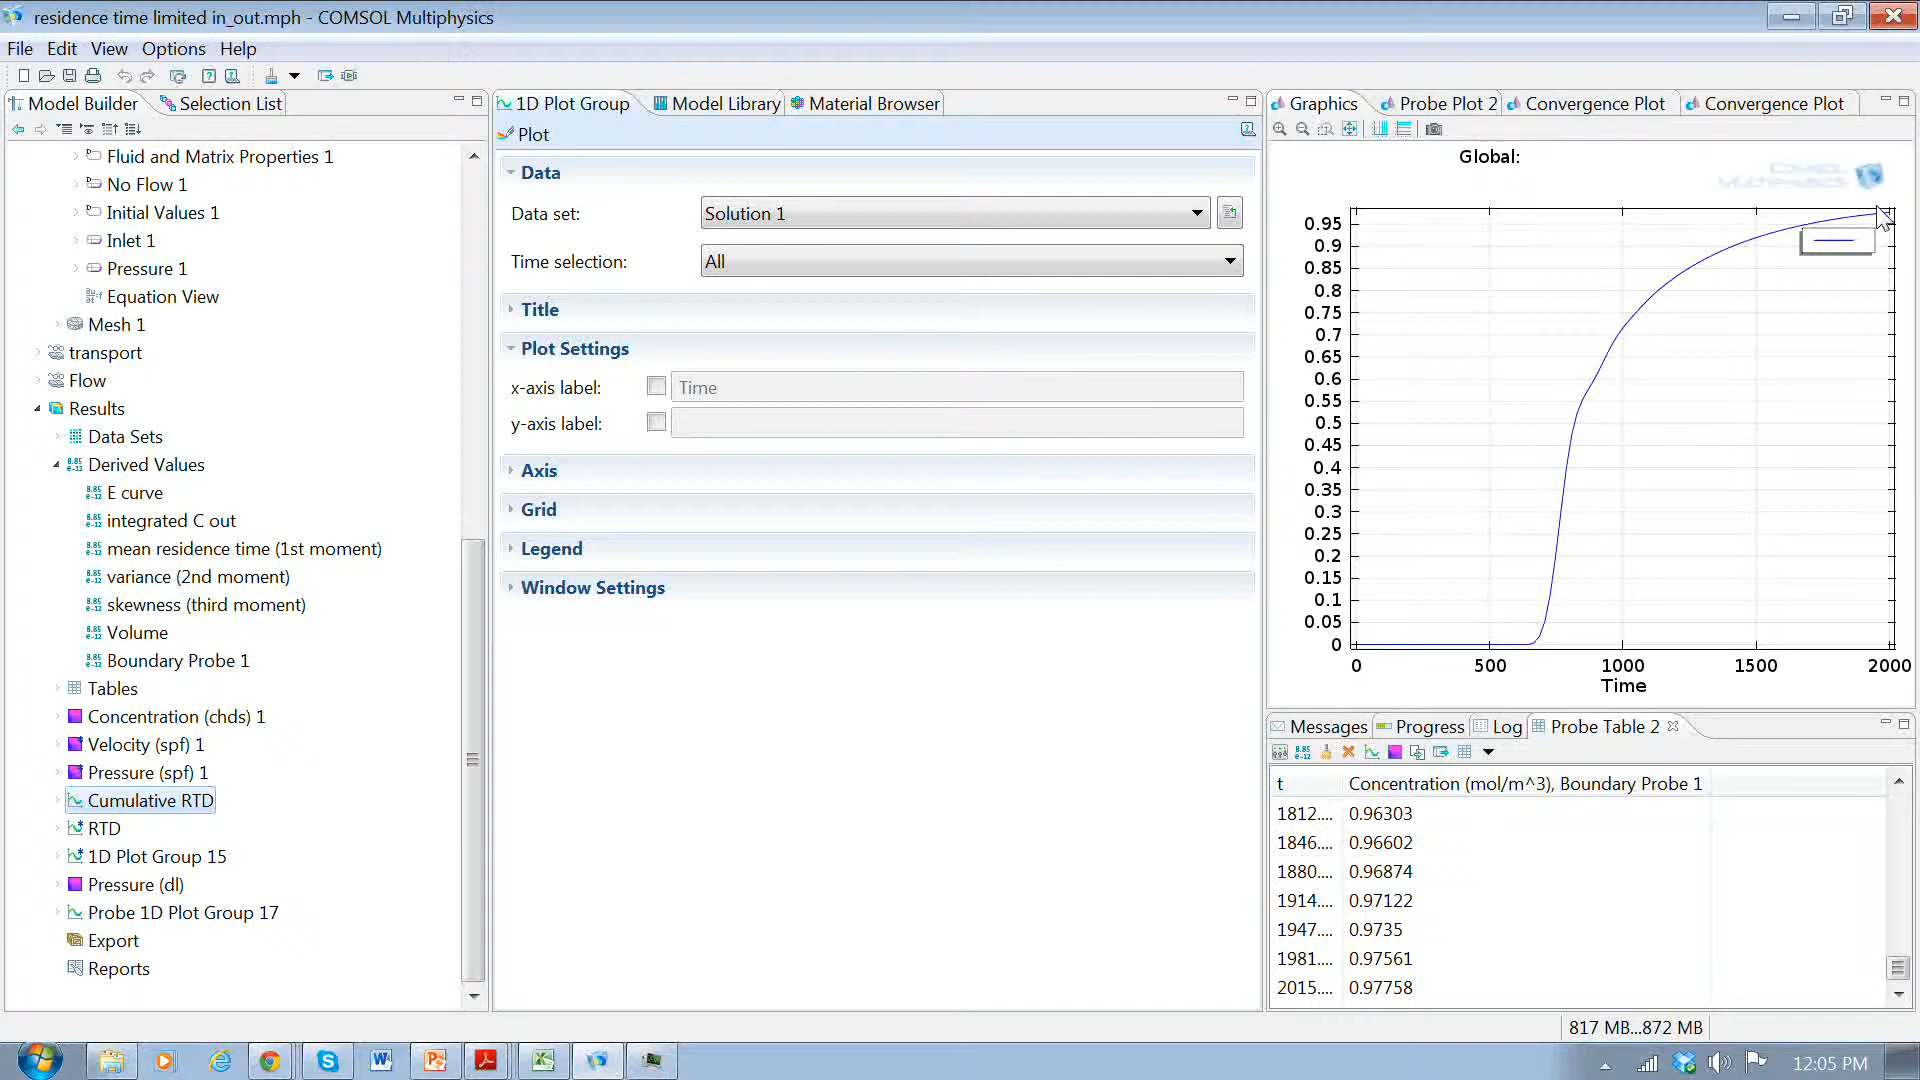 residence time limited in_out.mph - COMSOL Multiphysics
File Edit View Options Help
Model Builder
Selection List
Fluid and Matrix Properties 1
No Flow 1
Initial Values 1
Inlet 1
Pressure 1
Equation View
Mesh 1
transport
Flow
Results
Data Sets
Derived Values
E curve
integrated C out
mean residence time (1st moment)
variance (2nd moment)
skewness (third moment)
Volume
Boundary Probe 1
Tables
Concentration (chds) 1
Velocity (spf) 1
Pressure (spf) 1
Cumulative RTD
RTD
1D Plot Group 15
Pressure (dl)
Probe 1D Plot Group 17
Export
Reports
1D Plot Group
Model Library
Material Browser
Plot
Data
Data set: Solution 1
Time selection: All
Title
Plot Settings
x-axis label: Time
y-axis label:
Axis
Grid
Legend
Window Settings
Graphics
Probe Plot 2
Convergence Plot
Convergence Plot
Global:
COMSOL
MULTIPHYSICS
0.95
0.9
0.85
0.8
0.75
0.7
0.65
0.6
0.55
0.5
0.45
0.4
0.35
0.3
0.25
0.2
0.15
0.1
0.05
0
0 500 1000 1500 2000
Time
Messages
Progress
Log
Probe Table 2
t Concentration (mol/m^3), Boundary Probe 1
1812.... 0.96303
1846.... 0.96602
1880.... 0.96874
1914.... 0.97122
1947.... 0.9735
1981.... 0.97561
2015.... 0.97758
817 MB...872 MB
12:05 PM